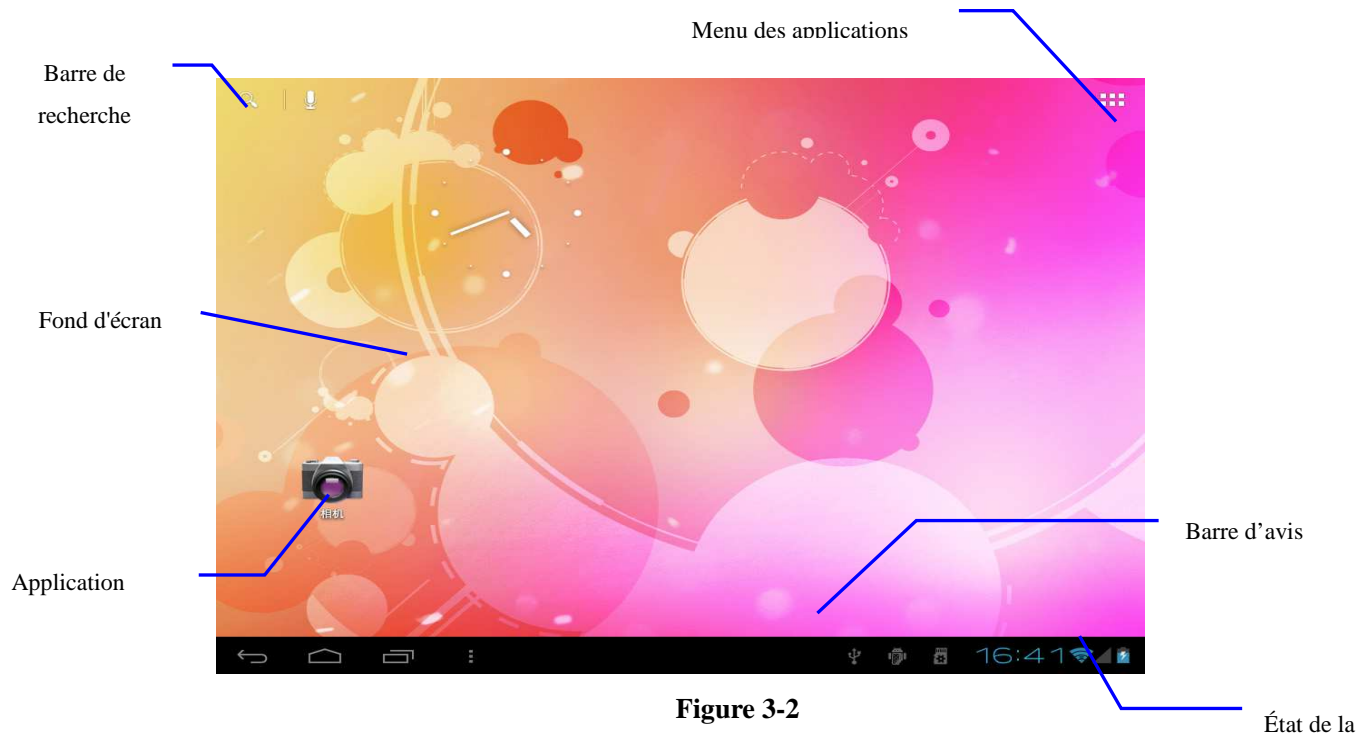 Menu des applications
Barre de
recherche
Fond d'écran
相机
Application
Barre d’avis
16:41
Figure 3-2
État de la